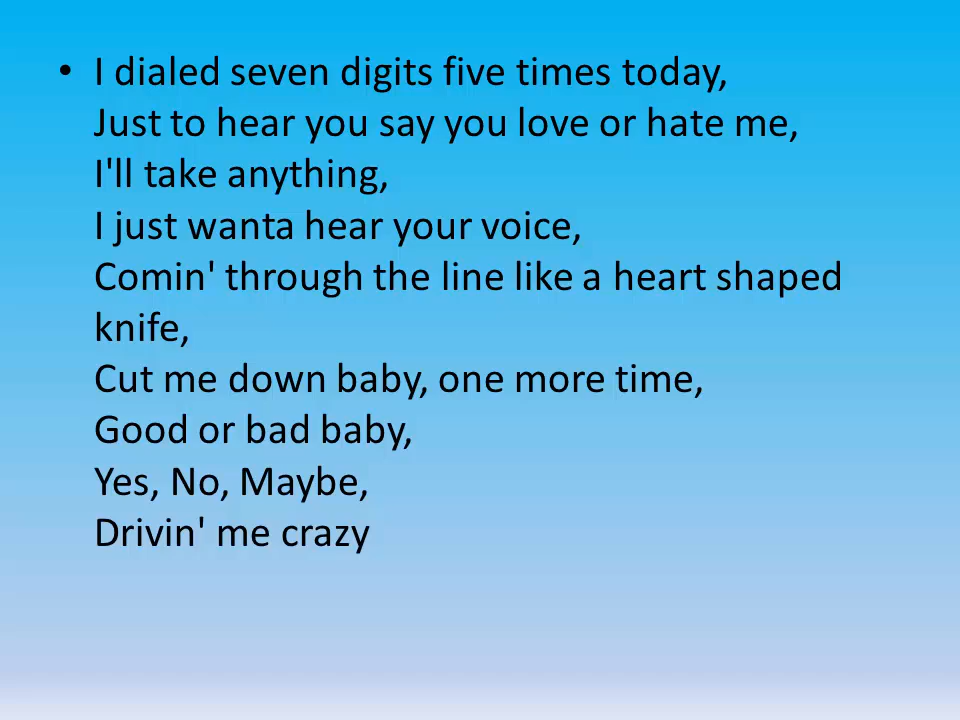 • I dialed seven digits five times today,
Just to hear you say you love or hate me,
I'll take anything,
I just wanta hear your voice,
Comin' through the line like a heart shaped
knife,
Cut me down baby, one more time,
Good or bad baby,
Yes, No, Maybe,
Drivin' me crazy